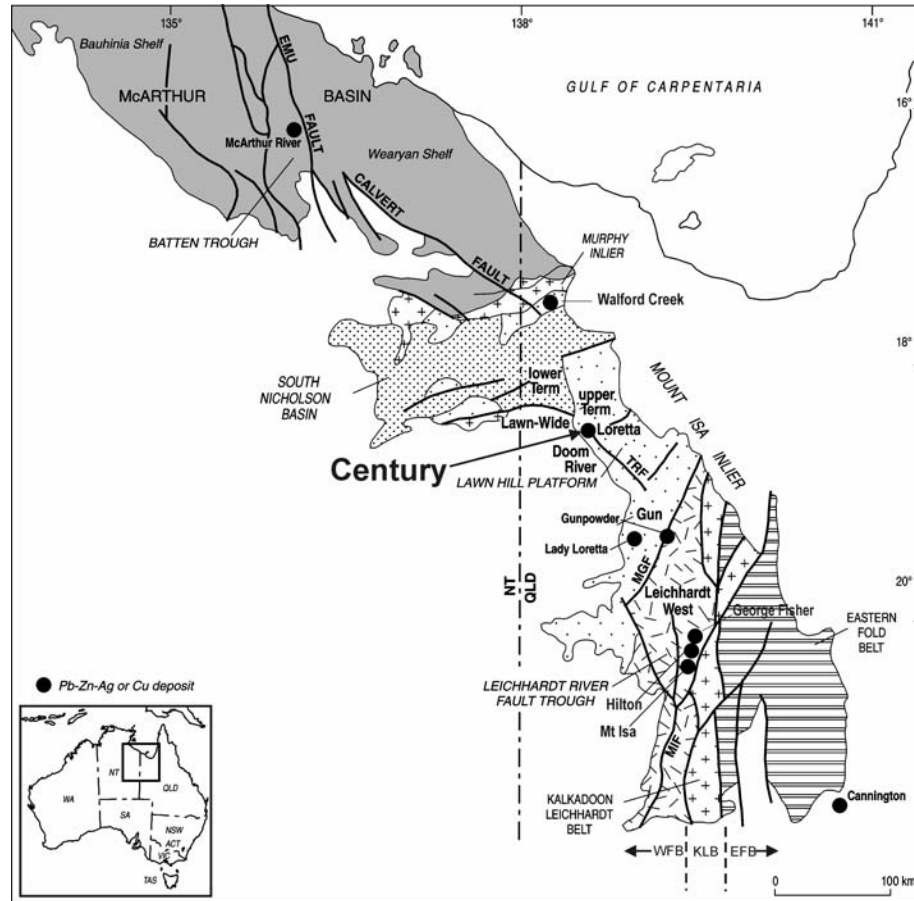 135°
138°
141°
Bauhinia Shelf
EMU
McARTHUR
BASIN
GULF OF CARPENTARIA
16°
FAULT
McArthur River
Wearyan Shelf
CALVERT
BATTEN TROUGH
FAULT
MURPHY
INLIER
Walford Creek
18°
SOUTH
NICHOLSON
BASIN
lower
Term
MOUNT ISA INLIER
upper
Term
Lawn-Wide
Loretta
Century
Doom
River
TRF
LAWN HILL PLATFORM
Gun
Gunpowder
Lady Loretta
MGF
NT
QLD
20°
Leichhardt
West
George Fisher
EASTERN
FOLD
BELT
Pb-Zn-Ag or Cu deposit
LEICHHARDT RIVER
FAULT TROUGH
Hilton
Mt Isa
MIF
KALKADOON
LEICHHARDT
BELT
Cannington
WFB
KLB
EFB
0
100 km
NT
QLD
WA
SA
NSW
ACT
VIC
TAS